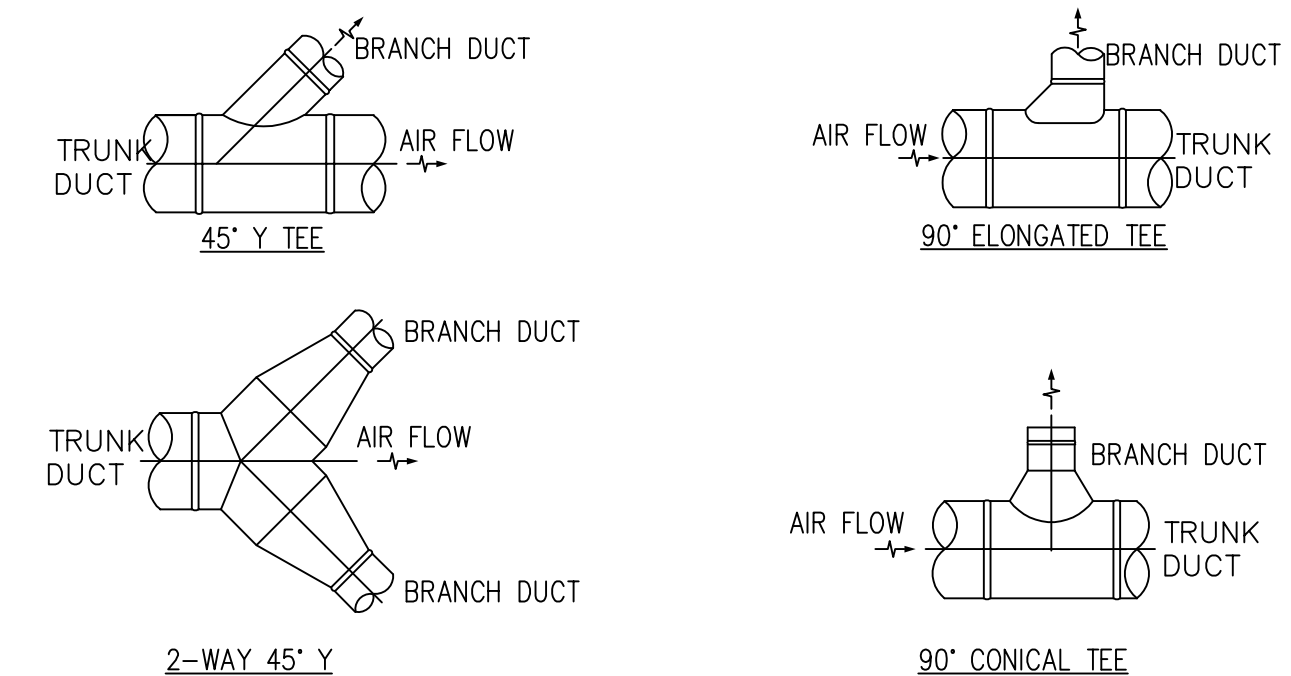 BRANCH DUCT
TRUNK
DUCT
AIR FLOW
45° Y TEE
BRANCH DUCT
AIR FLOW
TRUNK
DUCT
90° ELONGATED TEE
BRANCH DUCT
TRUNK
DUCT
AIR FLOW
BRANCH DUCT
2-WAY 45° Y
BRANCH DUCT
AIR FLOW
TRUNK
DUCT
90° CONICAL TEE